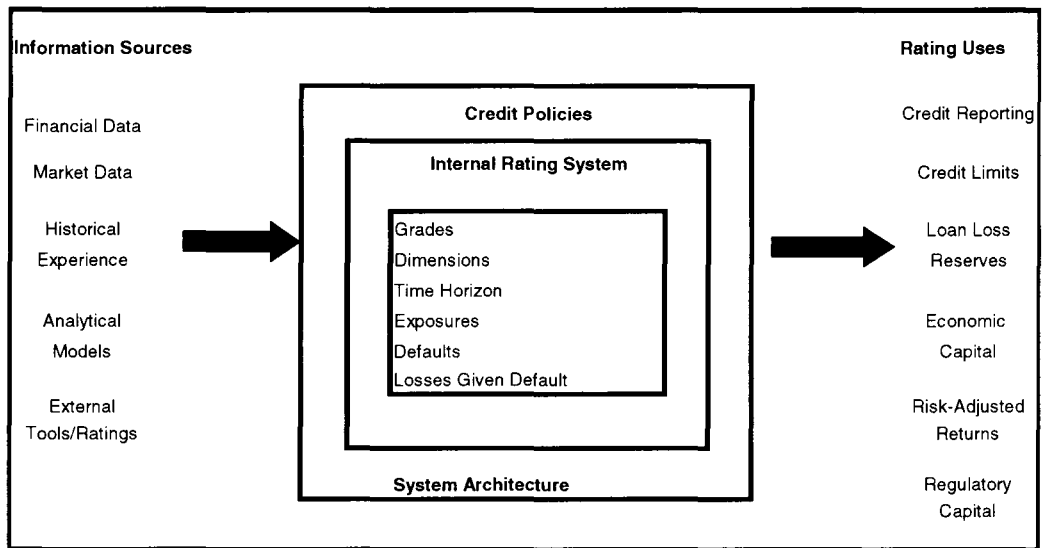 Information Sources
Financial Data
Market Data
Historical
Experience
Analytical
Models
External
Tools/Ratings
Credit Policies
Internal Rating System
Grades
Dimensions
Time Horizon
Exposures
Defaults
Losses Given Default
System Architecture
Rating Uses
Credit Reporting
Credit Limits
Loan Loss
Reserves
Economic
Capital
Risk-Adjusted
Returns
Regulatory
Capital